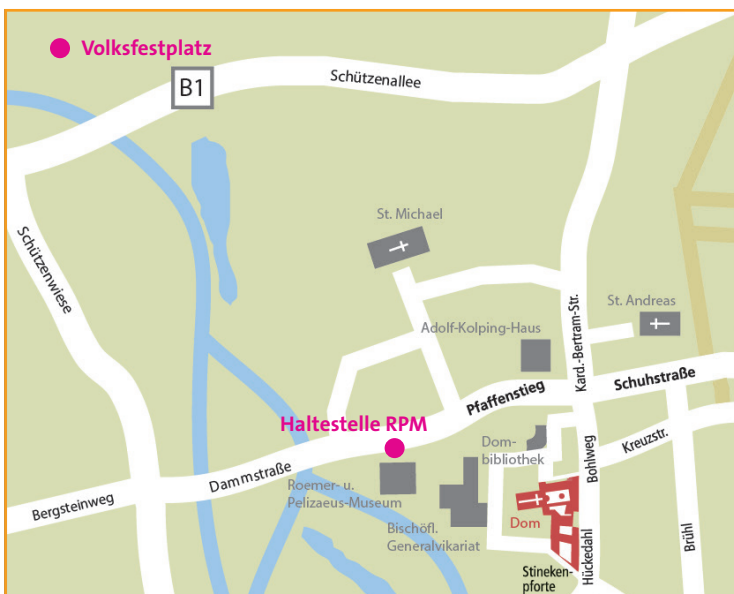 Volksfestplatz
B1
Schützenallee
Schützenwiese
St. Michael
Kard.-Bertram-Str.
St. Andreas
Adolf-Kolping-Haus
Pfaffenstieg
Schuhstraße
Haltestelle RPM
Dom-
bibliothek
Bohlweg
Kreuzstr.
Dammstraße
Bergsteinweg
Roemer- u.
Pelizaeus-Museum
Bischöfl.
Generalvikariat
Dom
Hückedahl
Brühl
Stineken-
pforte